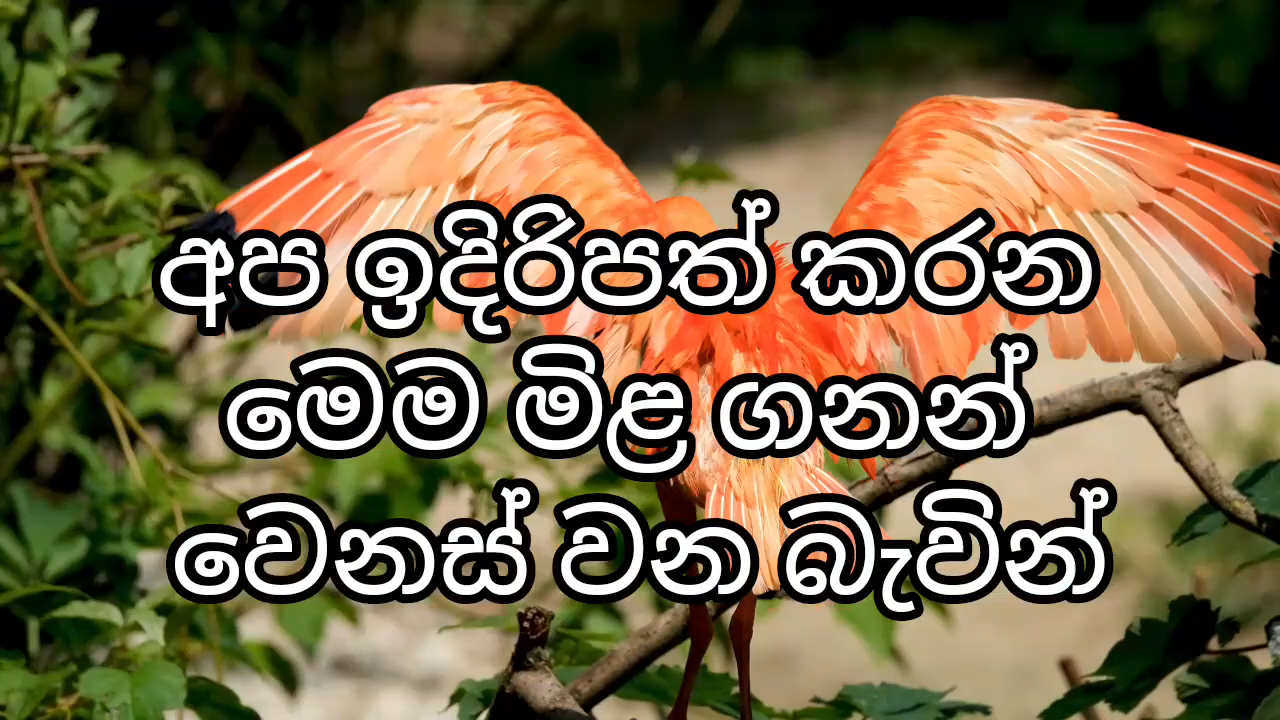 අප ඉදිරිපත් කරන
මෙම මිළ ගනන්
වෙනස් වන බැවින්